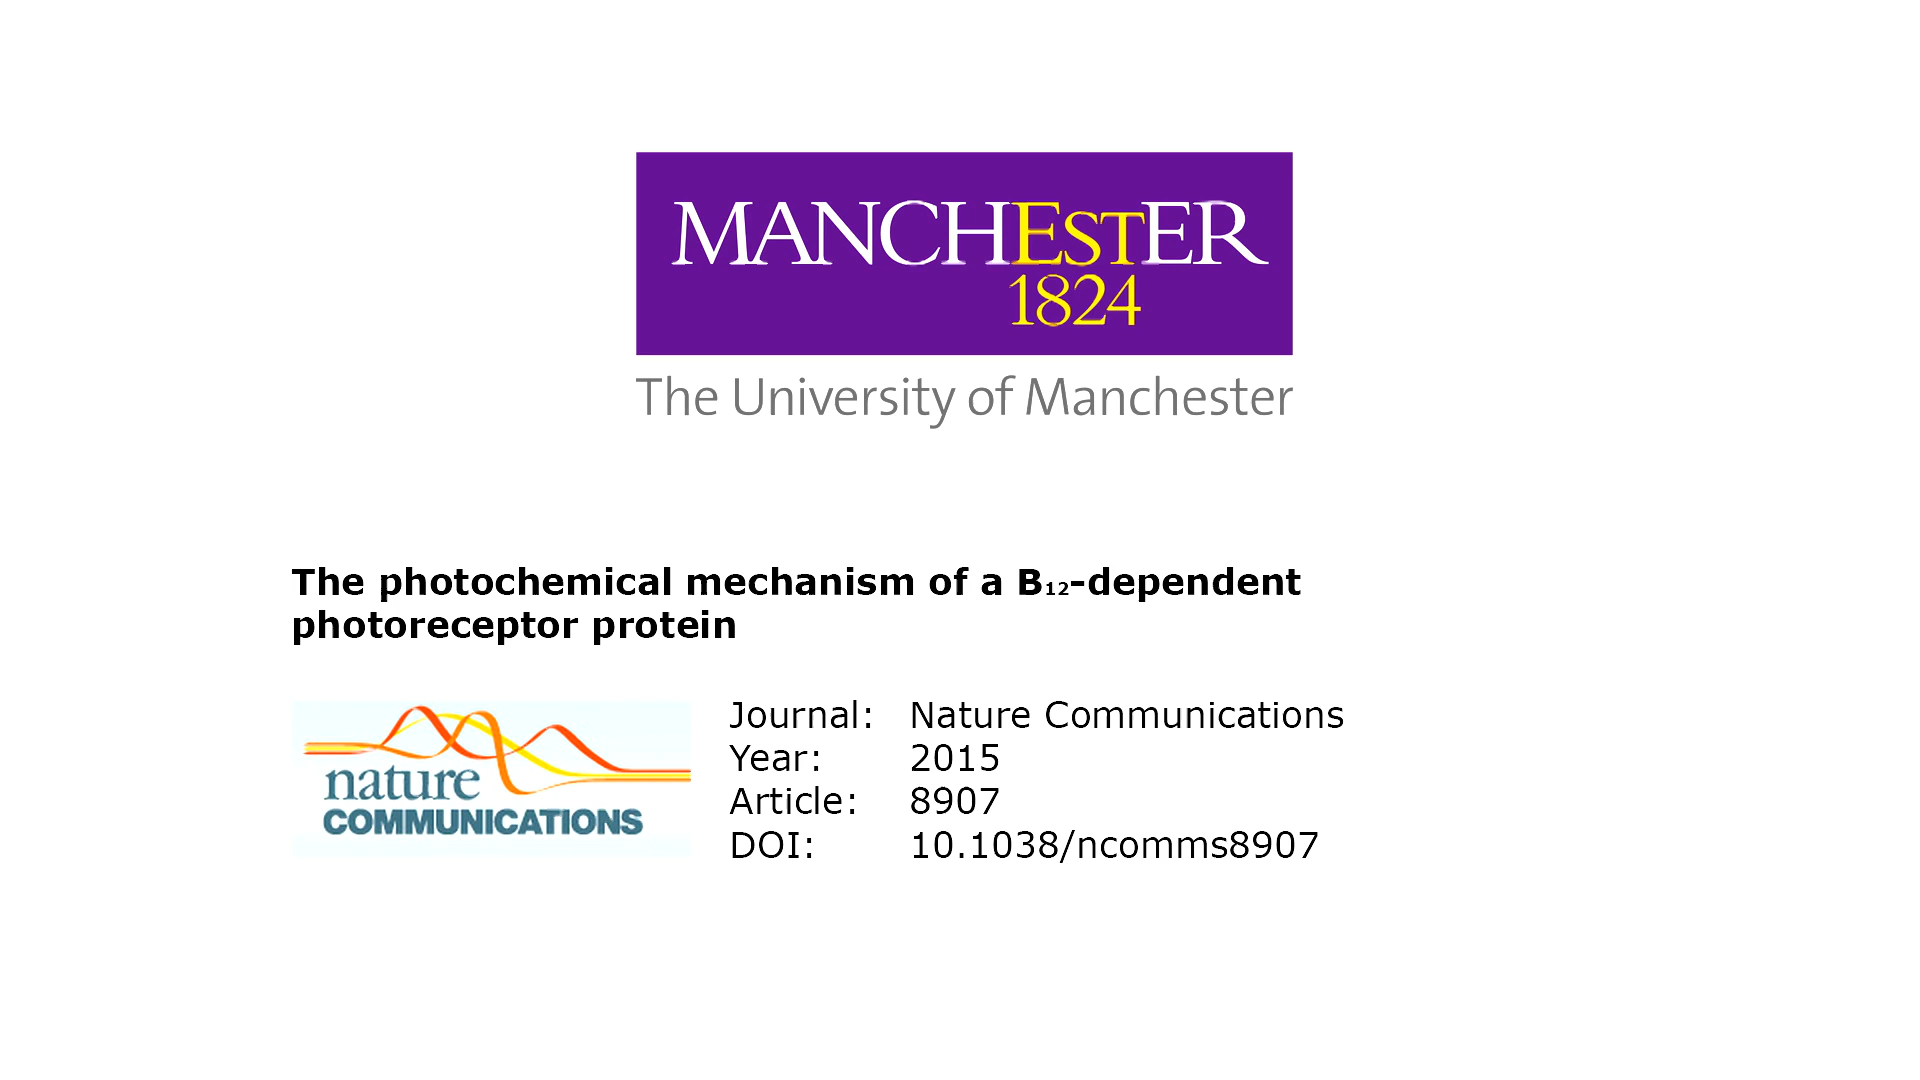 MANCHESTER
1824
The University of Manchester
The photochemical mechanism of a B₁₂-dependent
photoreceptor protein
nature
COMMUNICATIONS
Journal: Nature Communications
Year: 2015
Article: 8907
DOI: 10.1038/ncomms8907